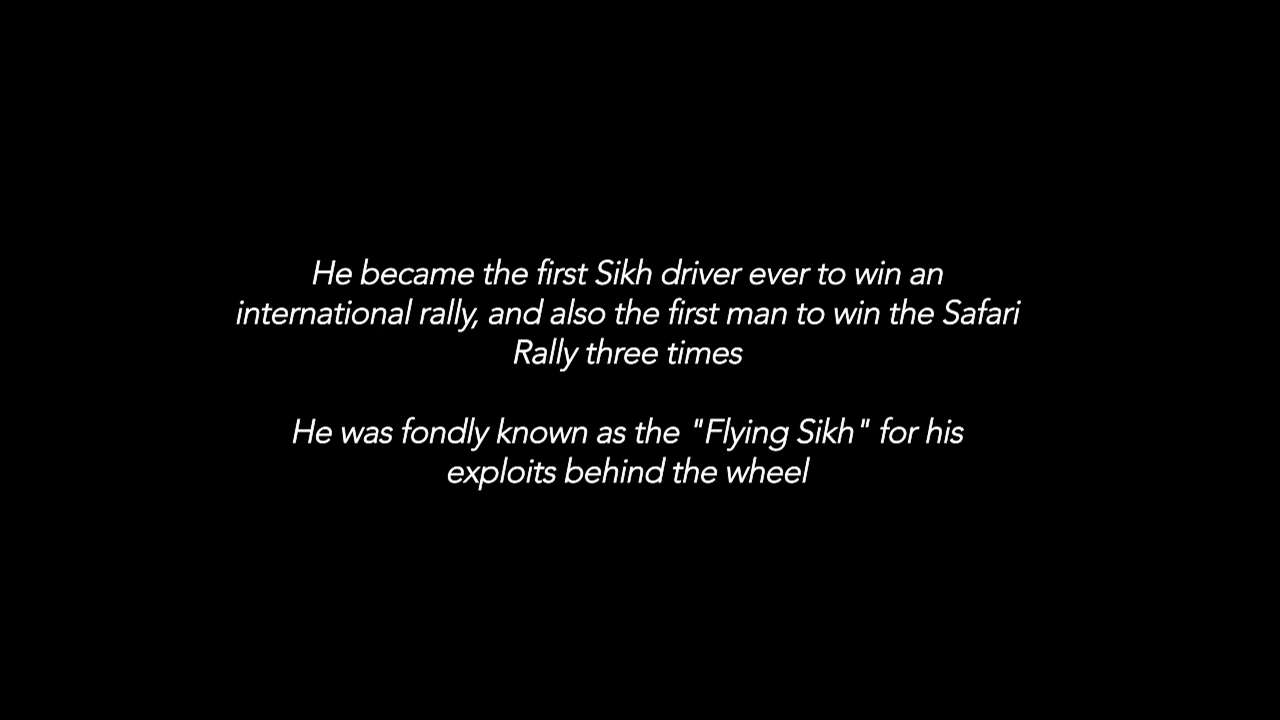 He became the first Sikh driver ever to win an
international rally, and also the first man to win the Safari
Rally three times
He was fondly known as the "Flying Sikh" for his
exploits behind the wheel